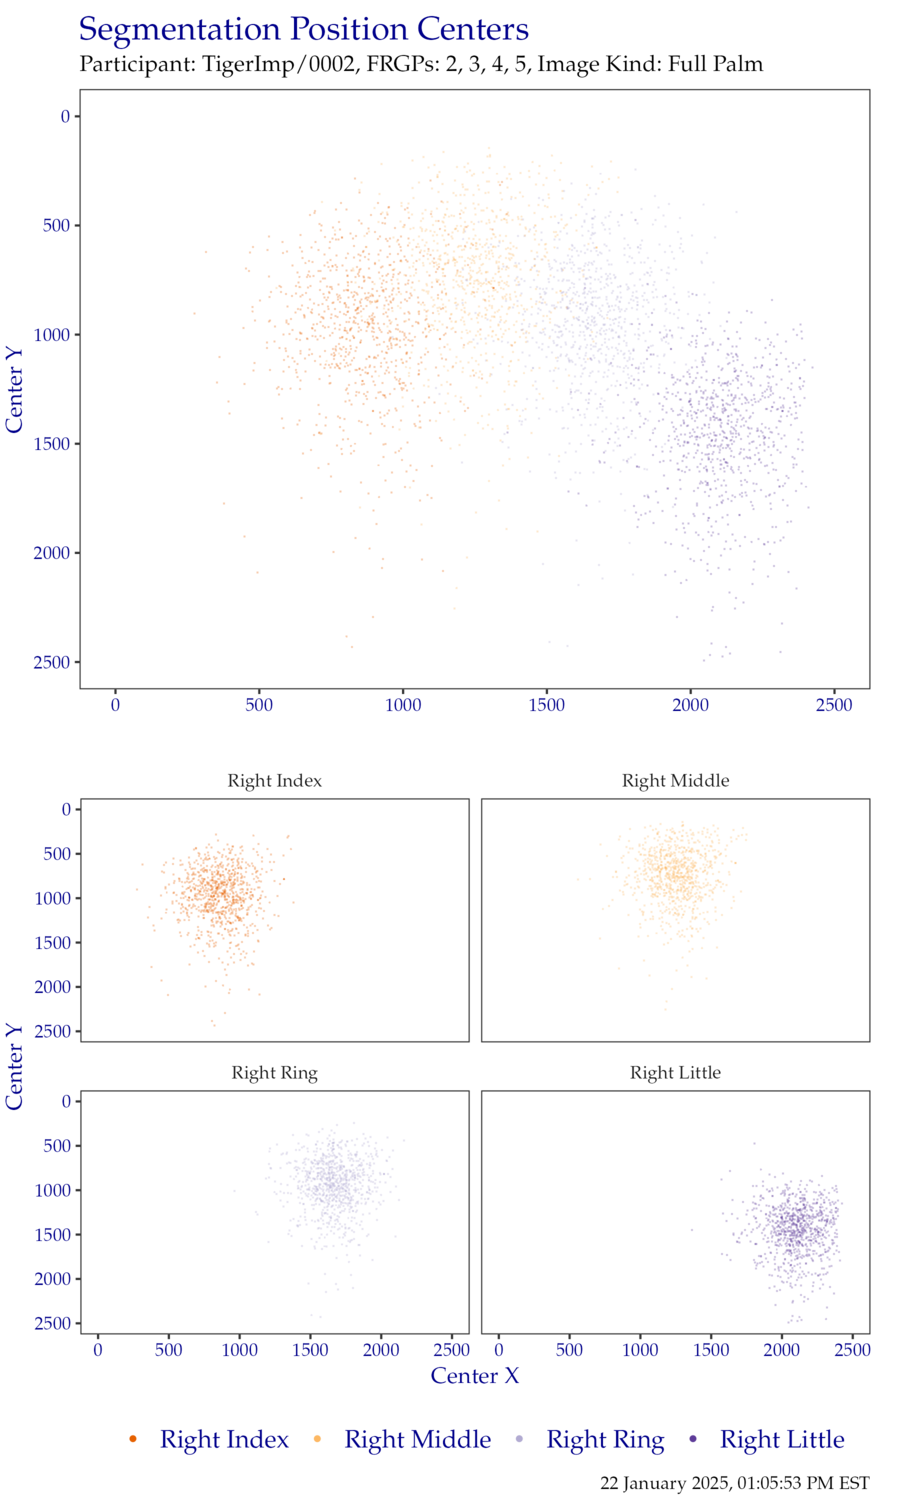 Segmentation Position Centers
Participant: TigerImp/0002, FRGPs: 2, 3, 4, 5, Image Kind: Full Palm
0
500
1000
1500
2000
2500
Center Y
0 500 1000 1500 2000 2500
Right Index Right Middle
0
500
1000
1500
2000
2500
Center Y
Right Ring Right Little
0
500
1000
1500
2000
2500
0 500 1000 1500 2000 2500 0 500 1000 1500 2000 2500
Center X
Right Index Right Middle Right Ring Right Little
22 January 2025, 01:05:53 PM EST